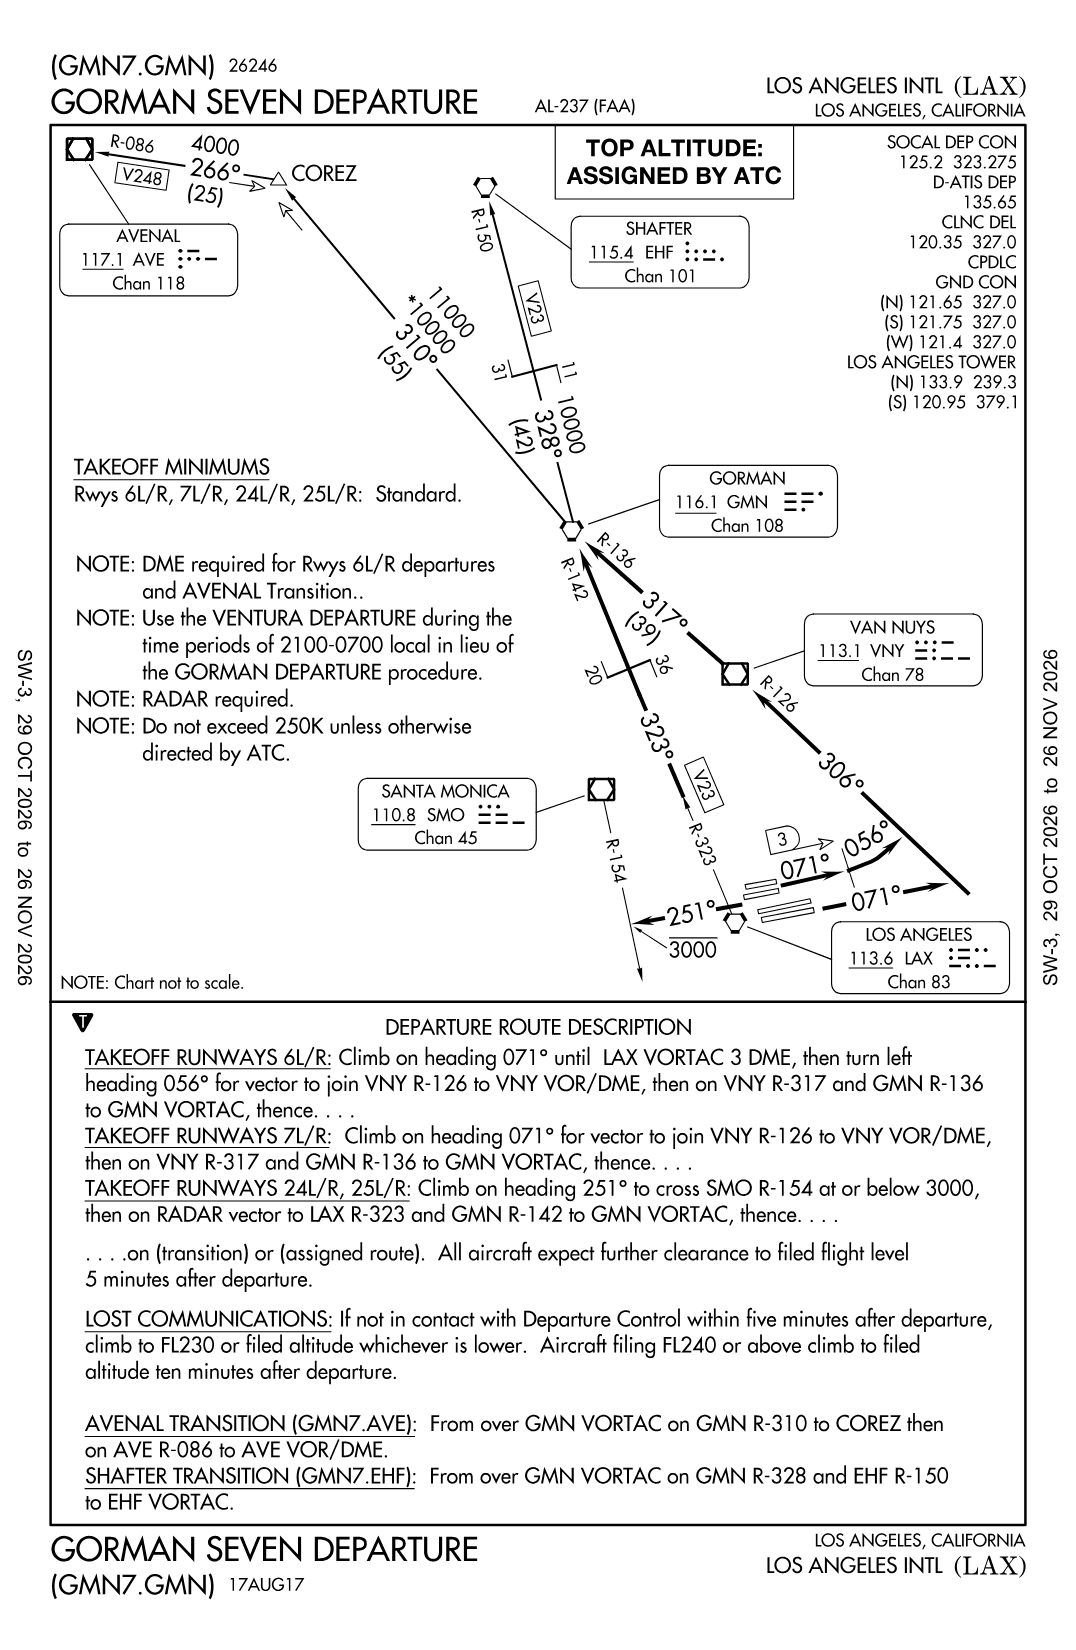 (GMN7.GMN) 26246
GORMAN SEVEN DEPARTURE
AL-237 (FAA)
LOS ANGELES INTL (LAX)
LOS ANGELES, CALIFORNIA
TOP ALTITUDE:
ASSIGNED BY ATC
SOCAL DEP CON
125.2 323.275
D-ATIS DEP
135.65
CLNC DEL
120.35 327.0
CPDLC
GND CON
(N) 121.65 327.0
(S) 121.75 327.0
(W) 121.4 327.0
LOS ANGELES TOWER
(N) 133.9 239.3
(S) 120.95 379.1
R-086
4000
266°
(25)
V248
COREZ
AVENAL
117.1 AVE
Chan 118
R-150
SHAFTER
115.4 EHF
Chan 101
V23
11000
*10000
310°
(55)
31
11
10000
328°
(42)
TAKEOFF MINIMUMS
Rwys 6L/R, 7L/R, 24L/R, 25L/R: Standard.
GORMAN
116.1 GMN
Chan 108
R-136
R-142
NOTE: DME required for Rwys 6L/R departures
and AVENAL Transition..
NOTE: Use the VENTURA DEPARTURE during the
time periods of 2100-0700 local in lieu of
the GORMAN DEPARTURE procedure.
NOTE: RADAR required.
NOTE: Do not exceed 250K unless otherwise
directed by ATC.
317°
(39)
VAN NUYS
113.1 VNY
Chan 78
20
36
R-126
323°
V23
306°
SANTA MONICA
110.8 SMO
Chan 45
R-154
R-323
3
071°
056°
071°
251°
3000
LOS ANGELES
113.6 LAX
Chan 83
NOTE: Chart not to scale.
SW-3, 29 OCT 2026 to 26 NOV 2026
SW-3, 29 OCT 2026 to 26 NOV 2026
T
DEPARTURE ROUTE DESCRIPTION
TAKEOFF RUNWAYS 6L/R: Climb on heading 071° until LAX VORTAC 3 DME, then turn left
heading 056° for vector to join VNY R-126 to VNY VOR/DME, then on VNY R-317 and GMN R-136
to GMN VORTAC, thence. . . .
TAKEOFF RUNWAYS 7L/R: Climb on heading 071° for vector to join VNY R-126 to VNY VOR/DME,
then on VNY R-317 and GMN R-136 to GMN VORTAC, thence. . . .
TAKEOFF RUNWAYS 24L/R, 25L/R: Climb on heading 251° to cross SMO R-154 at or below 3000,
then on RADAR vector to LAX R-323 and GMN R-142 to GMN VORTAC, thence. . . .
. . . .on (transition) or (assigned route). All aircraft expect further clearance to filed flight level
5 minutes after departure.
LOST COMMUNICATIONS: If not in contact with Departure Control within five minutes after departure,
climb to FL230 or filed altitude whichever is lower. Aircraft filing FL240 or above climb to filed
altitude ten minutes after departure.
AVENAL TRANSITION (GMN7.AVE): From over GMN VORTAC on GMN R-310 to COREZ then
on AVE R-086 to AVE VOR/DME.
SHAFTER TRANSITION (GMN7.EHF): From over GMN VORTAC on GMN R-328 and EHF R-150
to EHF VORTAC.
GORMAN SEVEN DEPARTURE
(GMN7.GMN) 17AUG17
LOS ANGELES, CALIFORNIA
LOS ANGELES INTL (LAX)